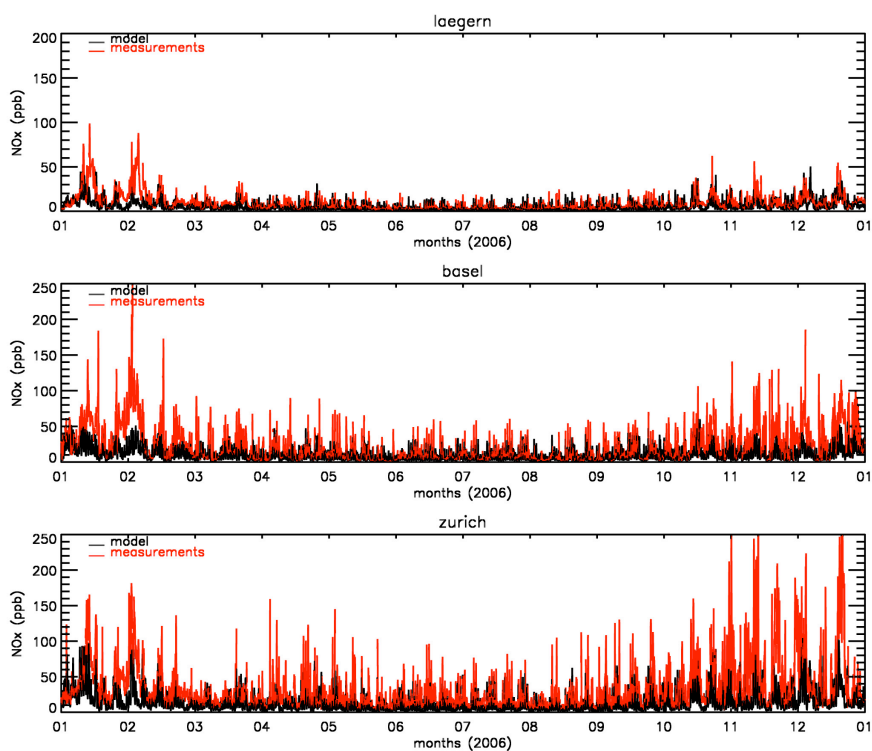 laegern
200
model
measurements
150
100
50
0
NOx (ppb)
01 02 03 04 05 06 07 08 09 10 11 12 01
months (2006)
basel
250
model
measurements
200
150
100
50
0
NOx (ppb)
01 02 03 04 05 06 07 08 09 10 11 12 01
months (2006)
zurich
250
model
measurements
200
150
100
50
0
NOx (ppb)
01 02 03 04 05 06 07 08 09 10 11 12 01
months (2006)